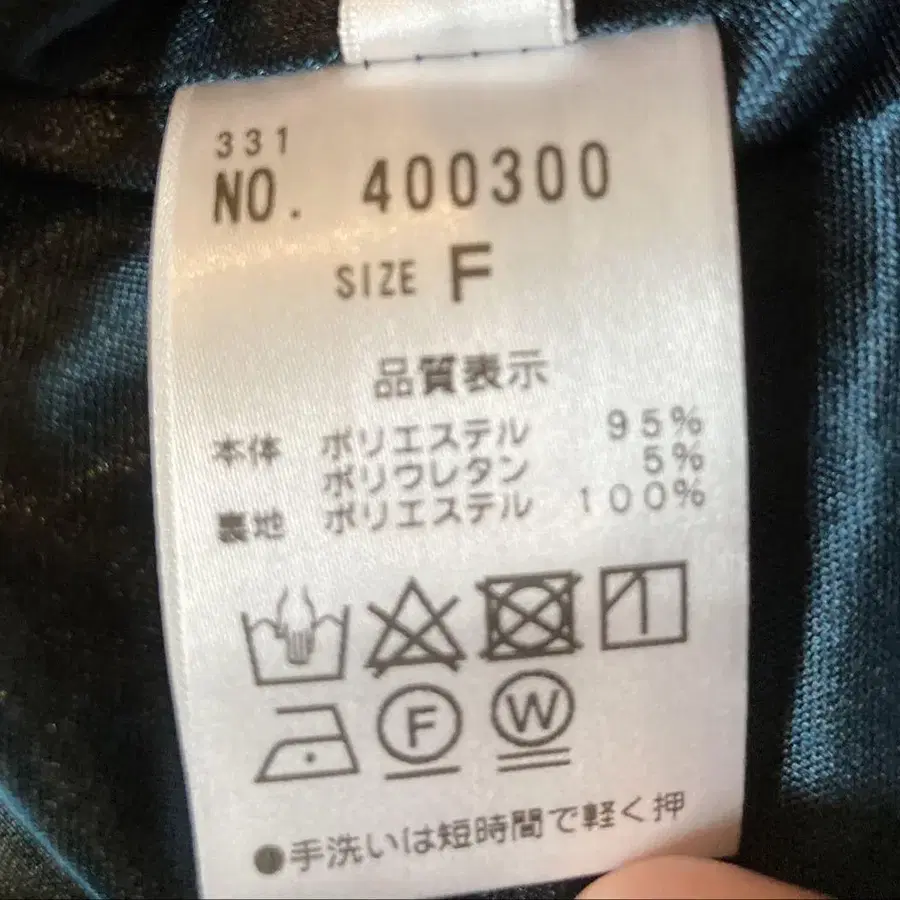 331
NO. 400300
SIZE F
品質表示
本体 ポリエステル 95%
ポリウレタン 5%
裏地 ポリエステル 100%
F W
●手洗いは短時間で軽く押